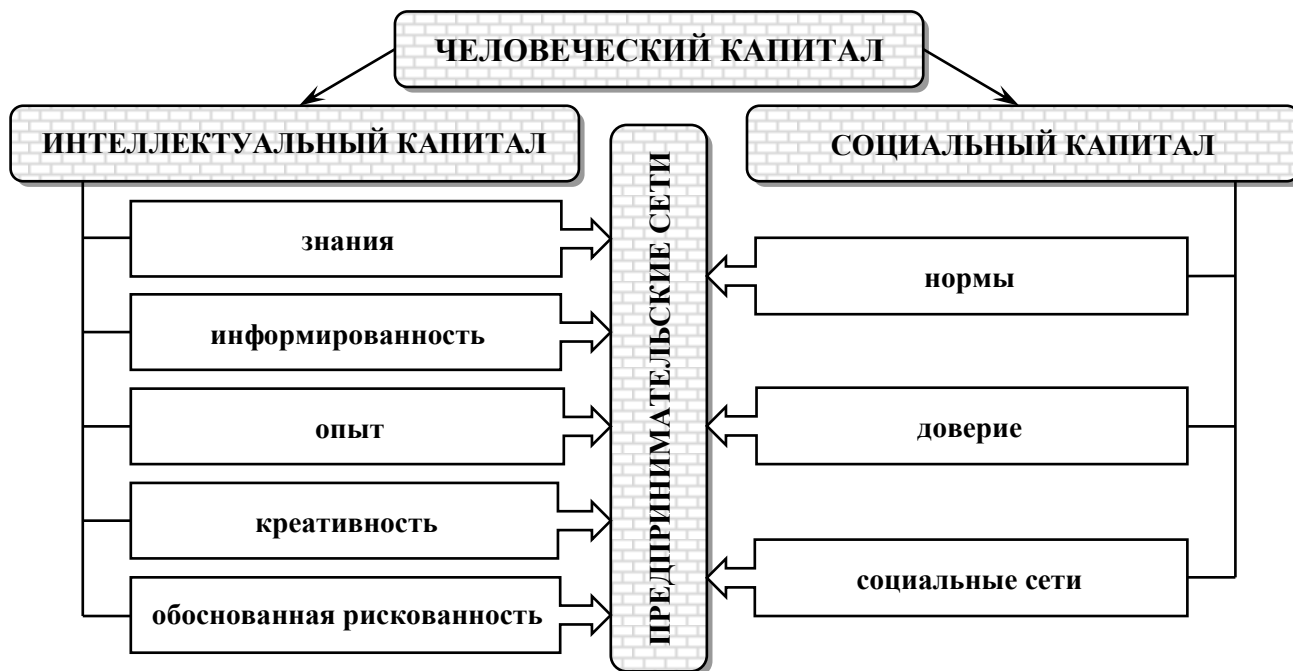 ЧЕЛОВЕЧЕСКИЙ КАПИТАЛ
ИНТЕЛЛЕКТУАЛЬНЫЙ КАПИТАЛ
СОЦИАЛЬНЫЙ КАПИТАЛ
ПРЕДПРИНИМАТЕЛЬСКИЕ СЕТИ
знания
информированность
опыт
креативность
обоснованная рискованность
нормы
доверие
социальные сети